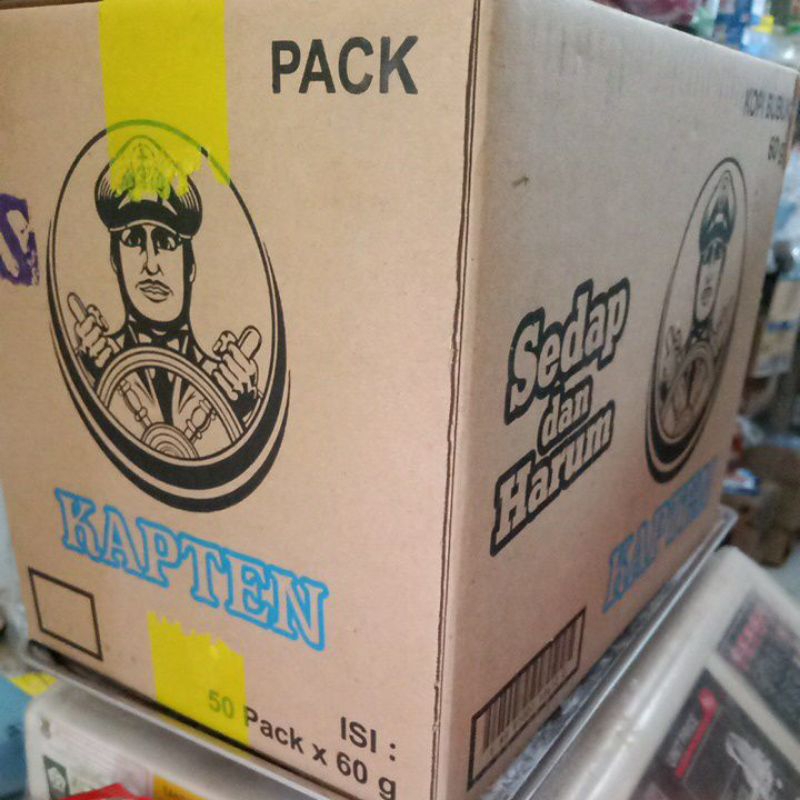 PACK
KAPTEN
ISI :
50 Pack x 60 g
KOPI BUBUK
60 g
Sedap
dan
Harum
KAPTEN